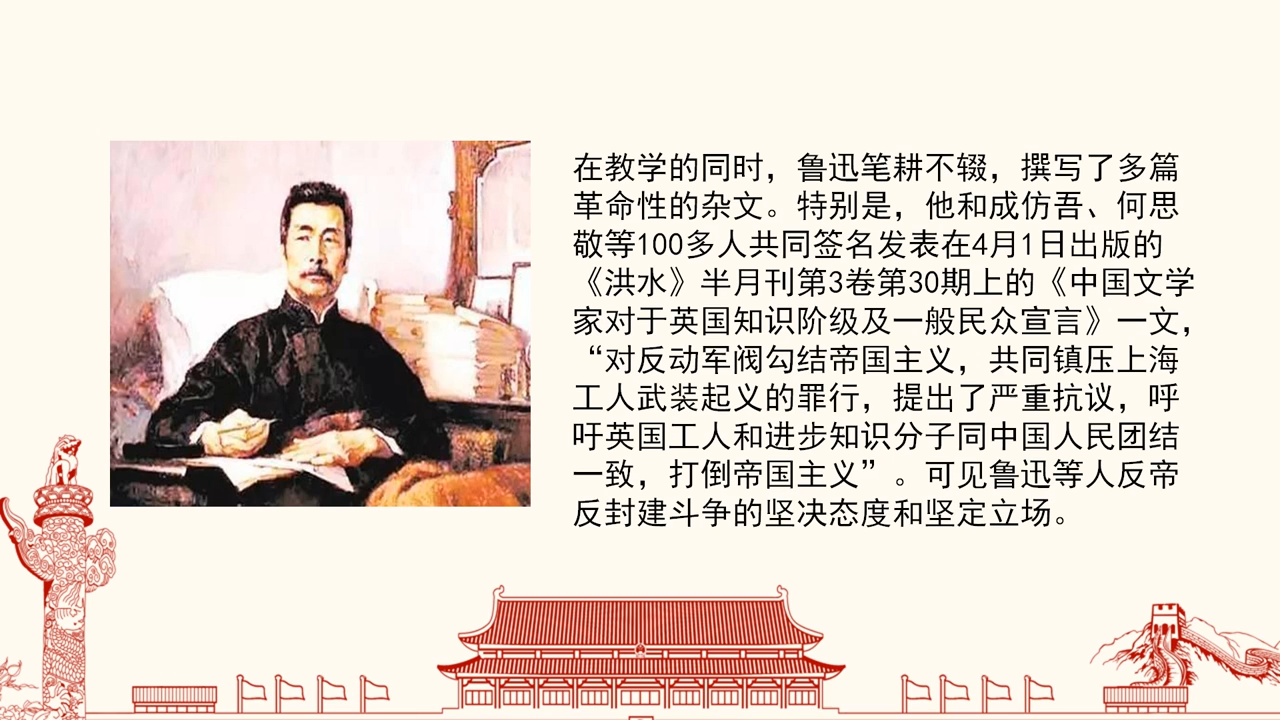 在教学的同时，鲁迅笔耕不辍，撰写了多篇
革命性的杂文。特别是，他和成仿吾、何思
敬等100多人共同签名发表在4月1日出版的
《洪水》半月刊第3卷第30期上的《中国文学
家对于英国知识阶级及一般民众宣言》一文，
“对反动军阀勾结帝国主义，共同镇压上海
工人武装起义的罪行，提出了严重抗议，呼
吁英国工人和进步知识分子同中国人民团结
一致，打倒帝国主义”。可见鲁迅等人反帝
反封建斗争的坚决态度和坚定立场。